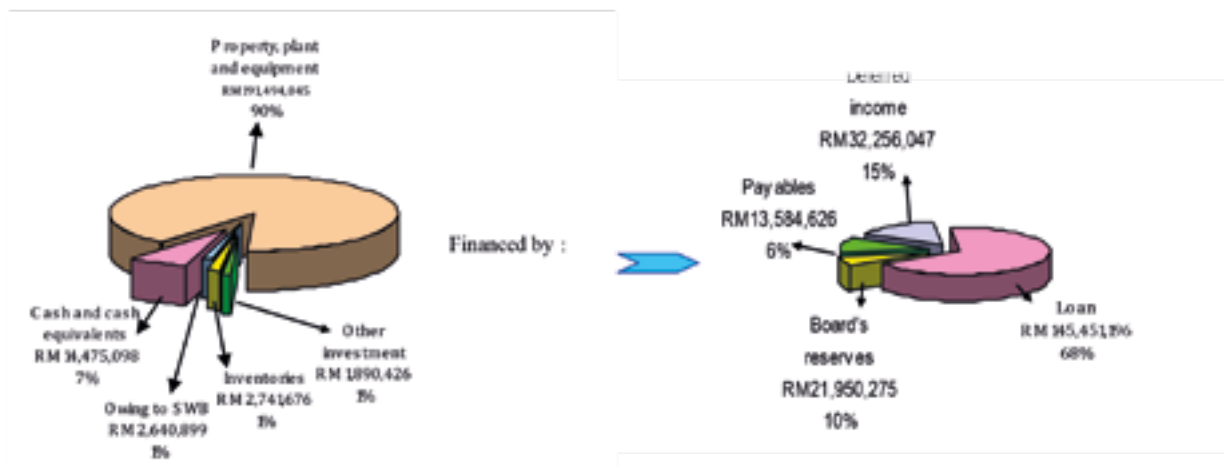 Property, plant
and equipment
RM191,494,045
90%
Cash and cash
equivalents
RM 14,475,098
7%
Owing to SWB
RM 2,640,899
1%
Inventories
RM 2,741,676
1%
Other
investment
RM 1,890,426
1%
Financed by :
Deferred
income
RM32,256,047
15%
Payables
RM13,584,626
6%
Board's
reserves
RM21,950,275
10%
Loan
RM 145,451,196
68%